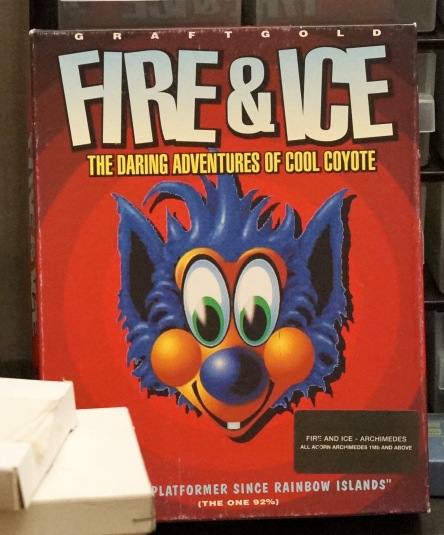 GRAFTGOLD
FIRE & ICE
THE DARING ADVENTURES OF COOL COYOTE
FIRE AND ICE - ARCHIMEDES
ALL ACORN ARCHIMEDES 1Mb AND ABOVE
PLATFORMER SINCE RAINBOW ISLANDS"
(THE ONE 92%)